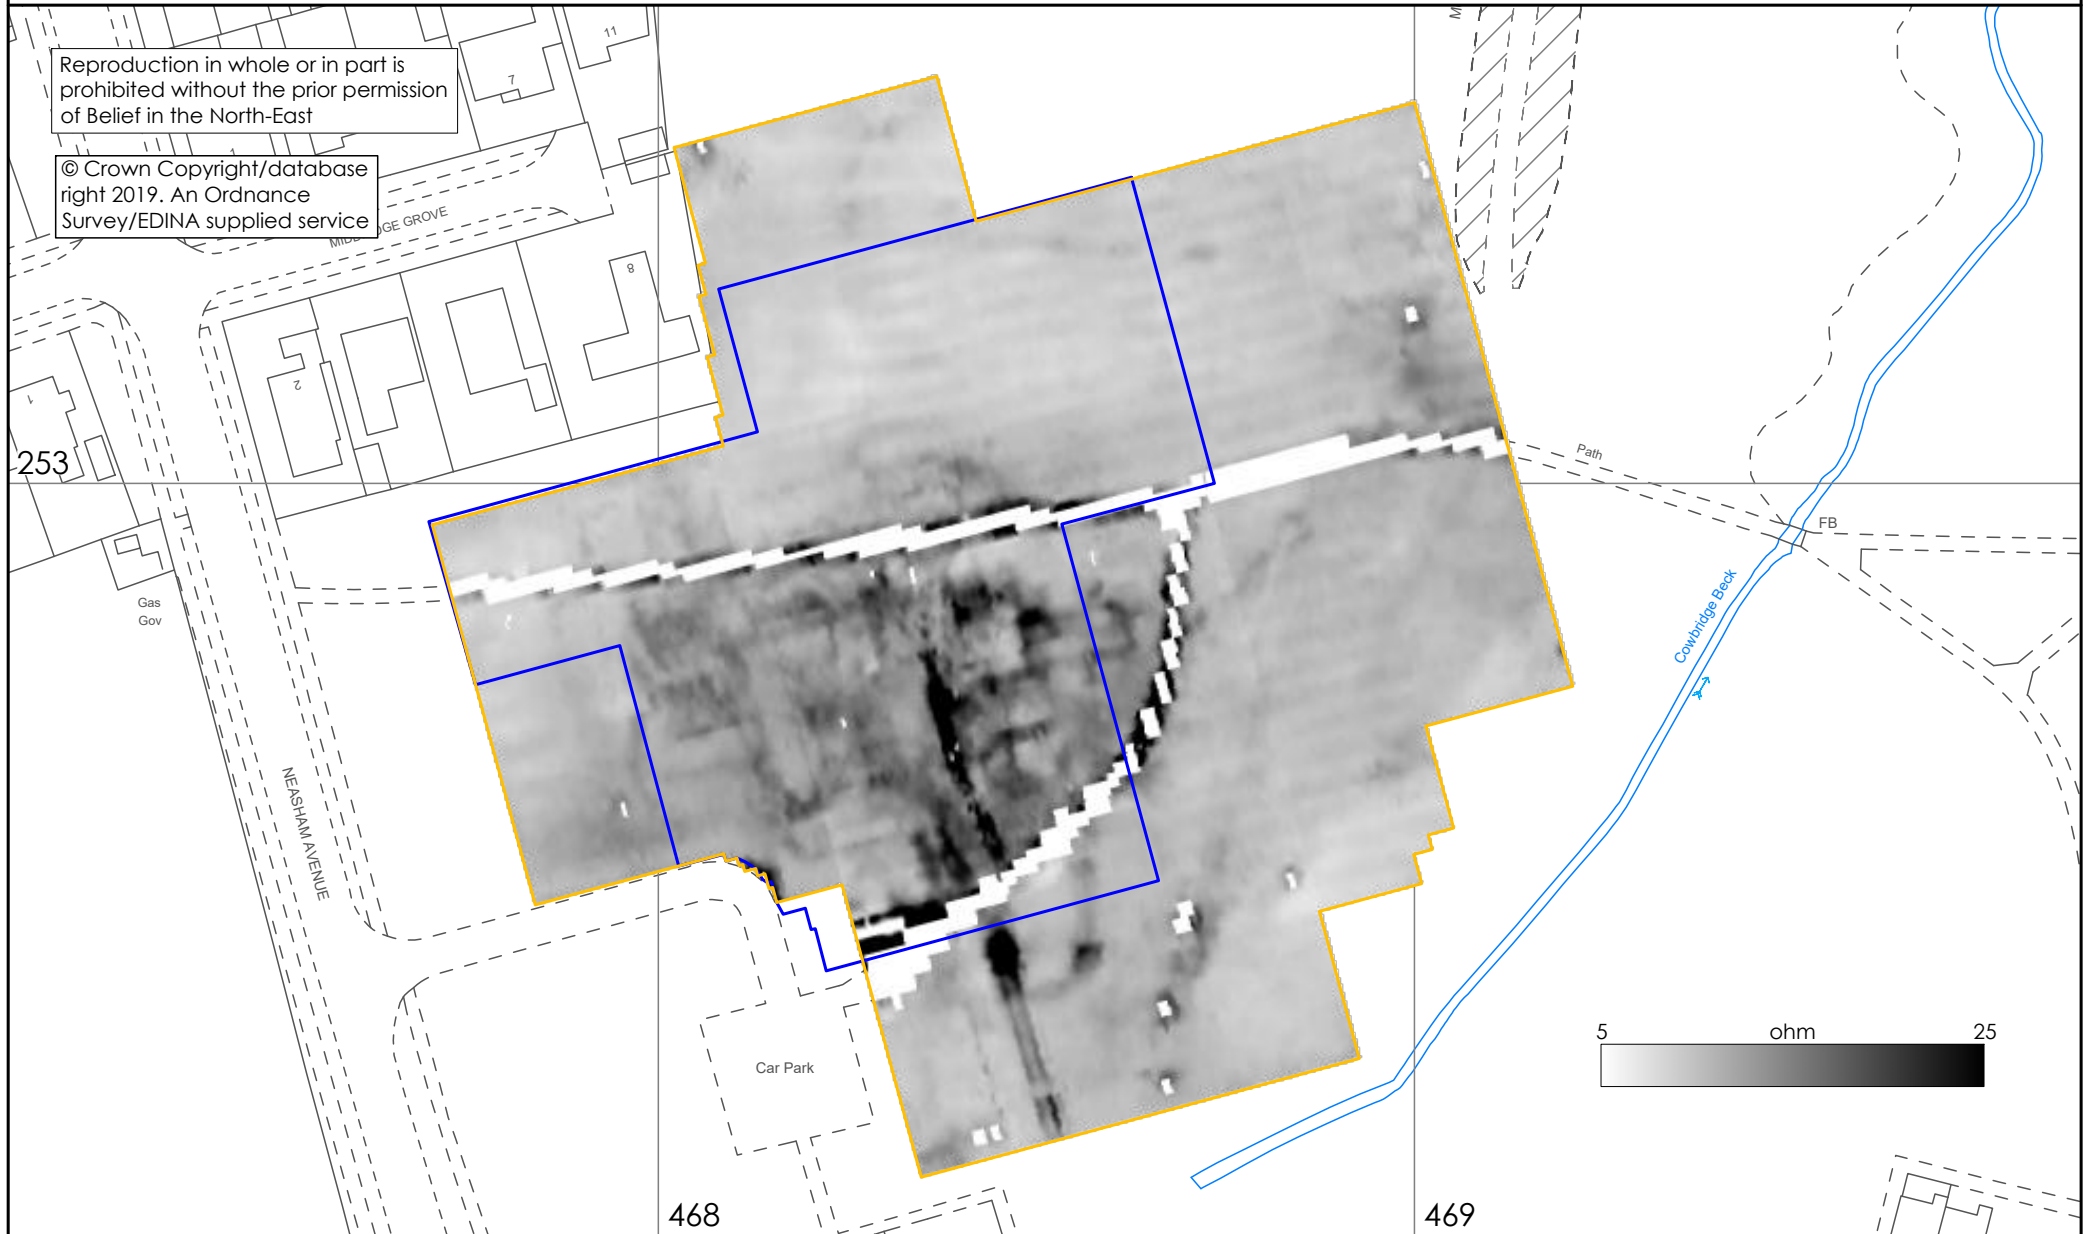 11
7
Reproduction in whole or in part is
prohibited without the prior permission
of Belief in the North-East
© Crown Copyright/database
right 2019. An Ordnance
Survey/EDINA supplied service
8
2
1
253
Path
FB
Gas
Gov
Cowbridge Beck
NEASHAM AVENUE
5 ohm 25
Car Park
468
469